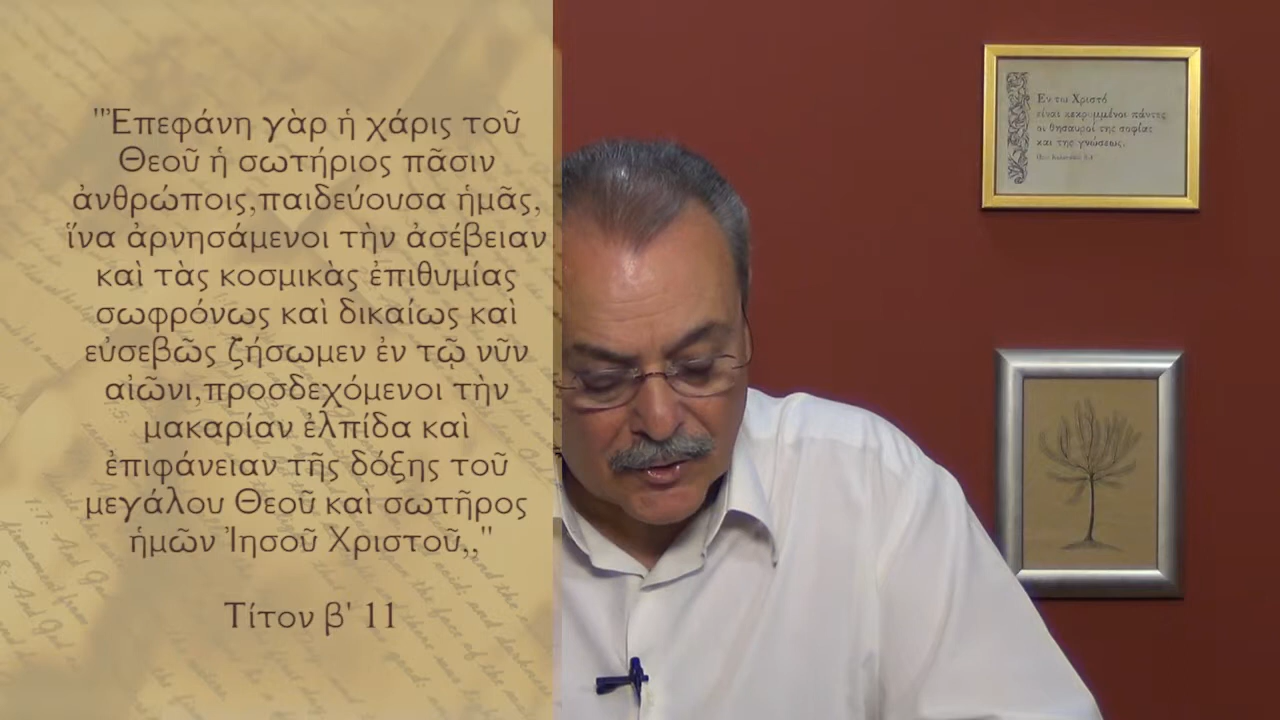 "Ἐπεφάνη γὰρ ἡ χάρις τοῦ
Θεοῦ ἡ σωτήριος πᾶσιν
ἀνθρώποις,παιδεύουσα ἡμᾶς,
ἵνα ἀρνησάμενοι τὴν ἀσέβειαν
καὶ τὰς κοσμικὰς ἐπιθυμίας
σωφρόνως καὶ δικαίως καὶ
εὐσεβῶς ζήσωμεν ἐν τῷ νῦν
αἰῶνι,προσδεχόμενοι τὴν
μακαρίαν ἐλπίδα καὶ
ἐπιφάνειαν τῆς δόξης τοῦ
μεγάλου Θεοῦ καὶ σωτῆρος
ἡμῶν Ἰησοῦ Χριστοῦ,,"
Τίτον β' 11
Εν τω Χριστό
είναι κεκρυμμένοι πάντες
οι θησαυροί της σοφίας
και της γνώσεως.